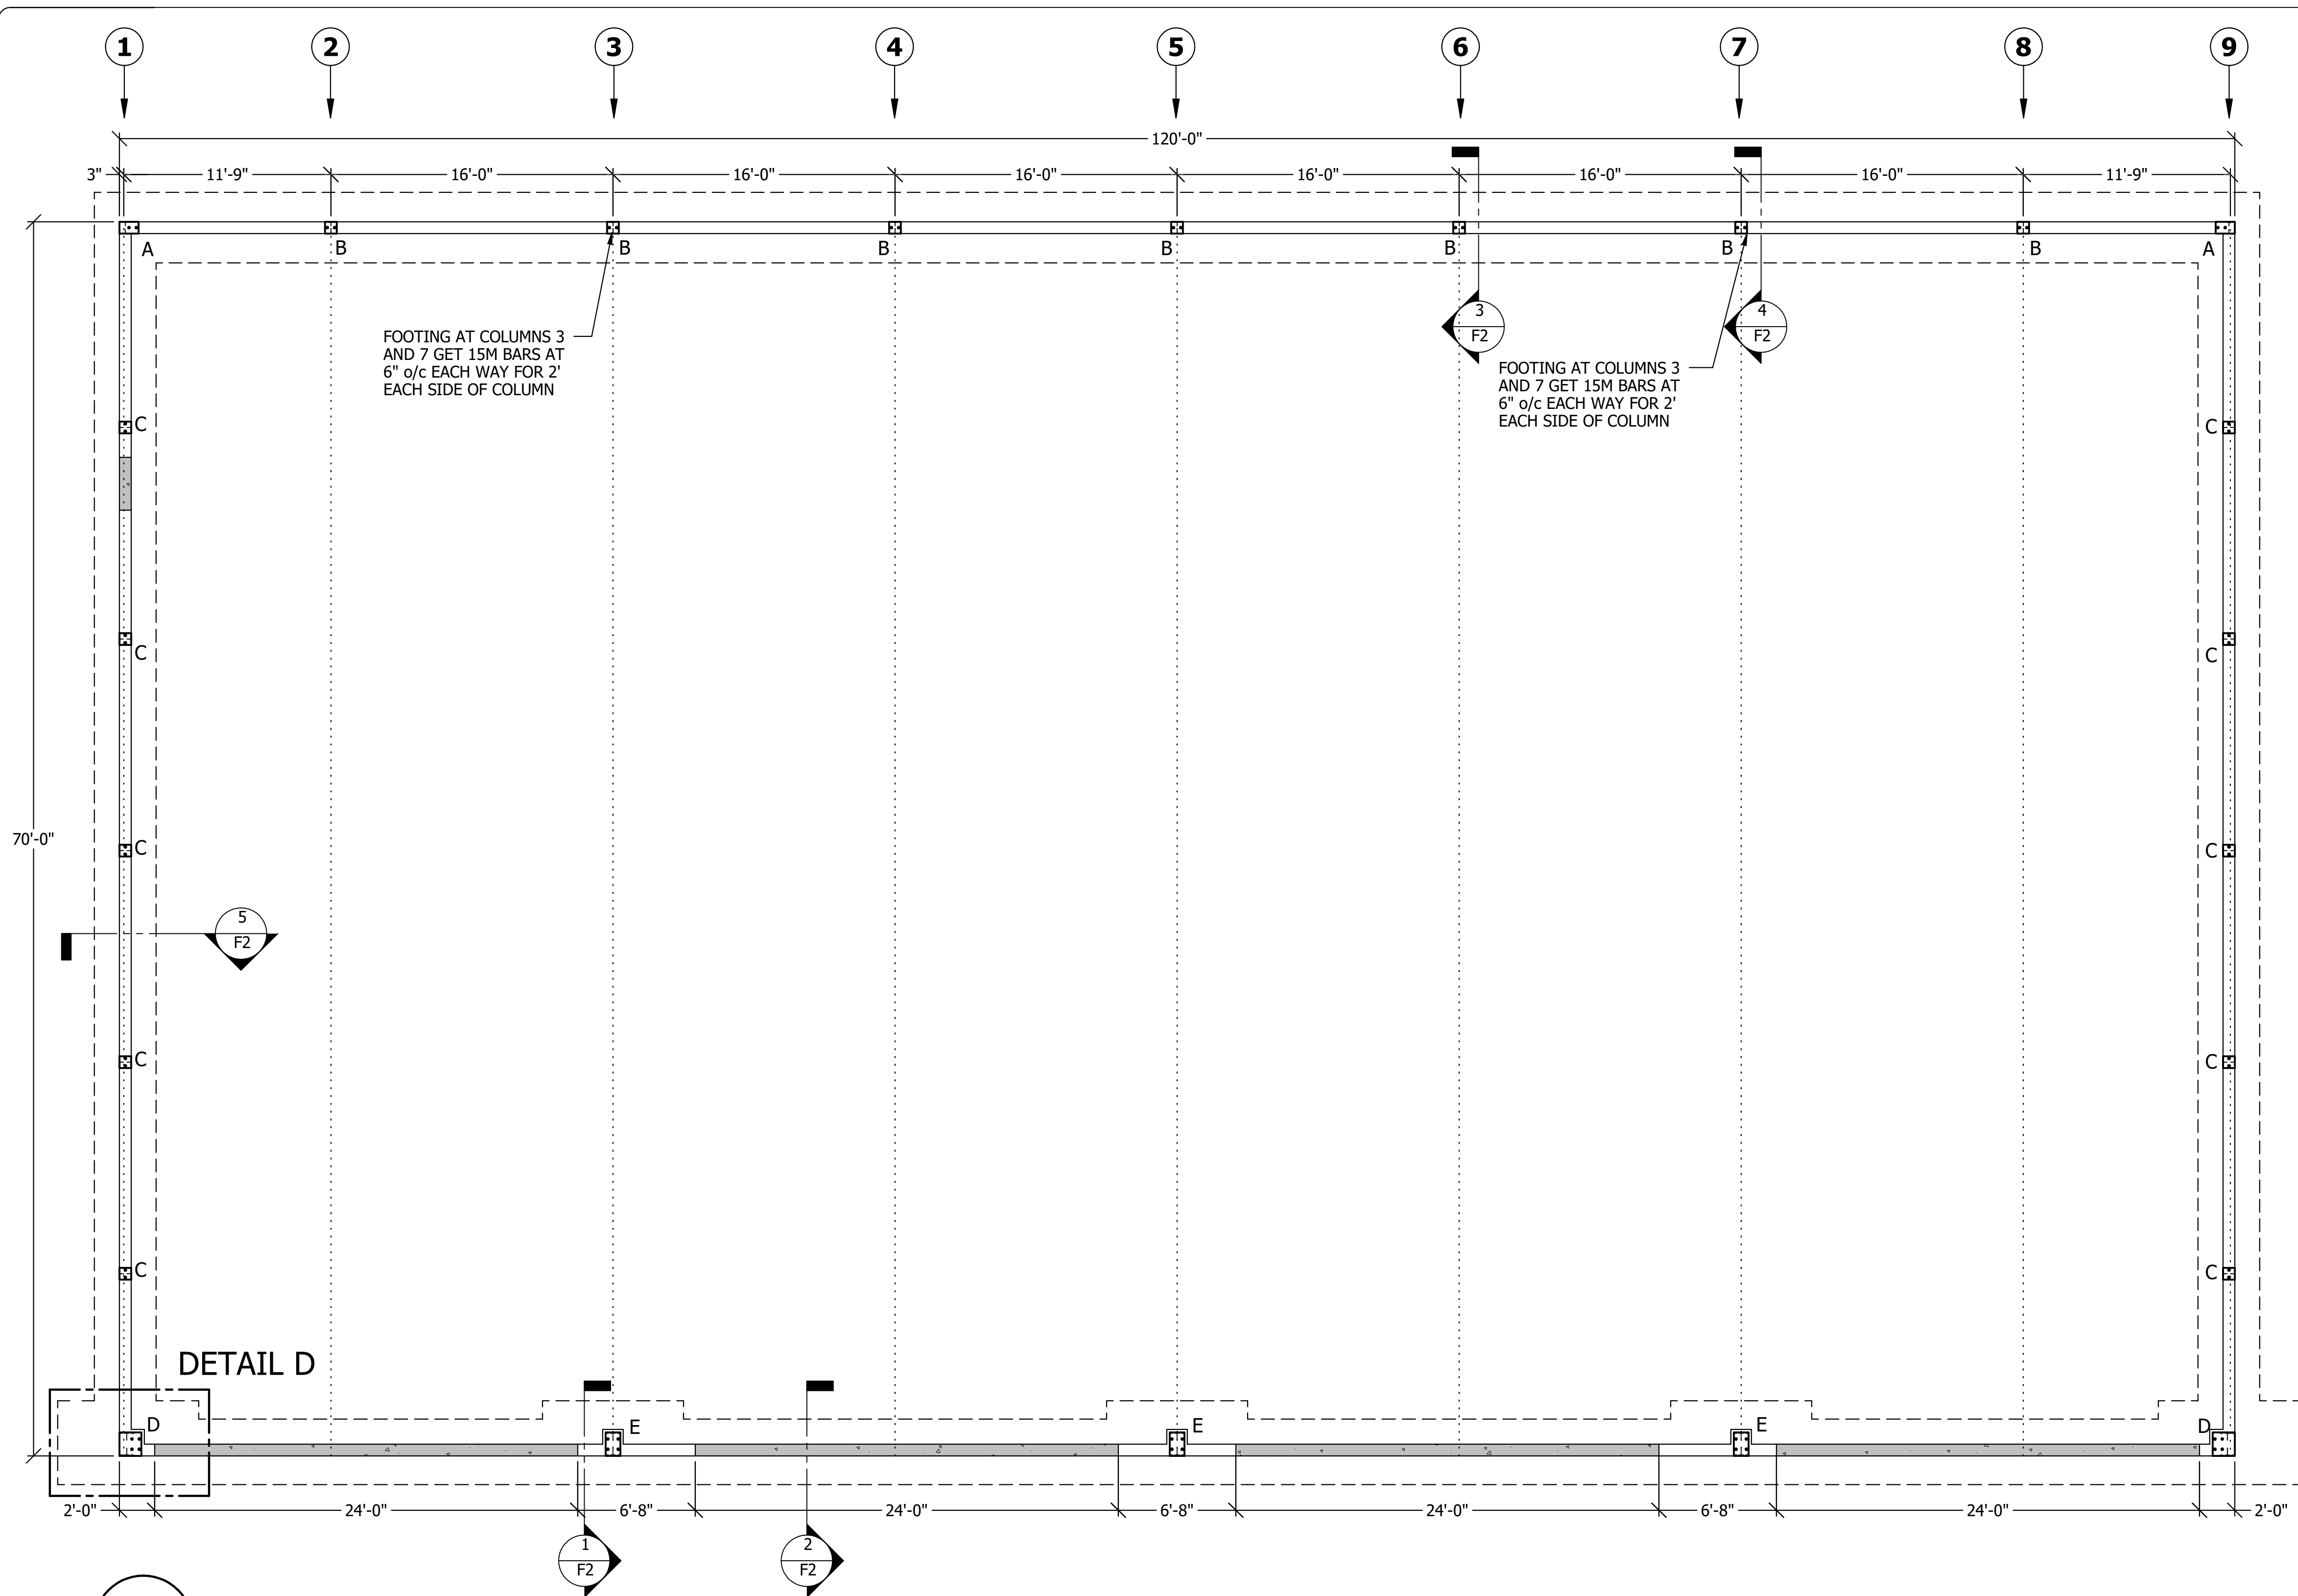 1 2 3 4 5 6 7 8 9
120'-0"
3" 11'-9" 16'-0" 16'-0" 16'-0" 16'-0" 16'-0" 16'-0" 11'-9"
A B B B B B B B A
FOOTING AT COLUMNS 3
AND 7 GET 15M BARS AT
6" o/c EACH WAY FOR 2'
EACH SIDE OF COLUMN
3
F2
4
F2
FOOTING AT COLUMNS 3
AND 7 GET 15M BARS AT
6" o/c EACH WAY FOR 2'
EACH SIDE OF COLUMN
C C
C C
70'-0"
C C
5
F2
C C
C C
DETAIL D
D E E E D
2'-0" 24'-0" 6'-8" 24'-0" 6'-8" 24'-0" 6'-8" 24'-0" 2'-0"
1
F2
2
F2